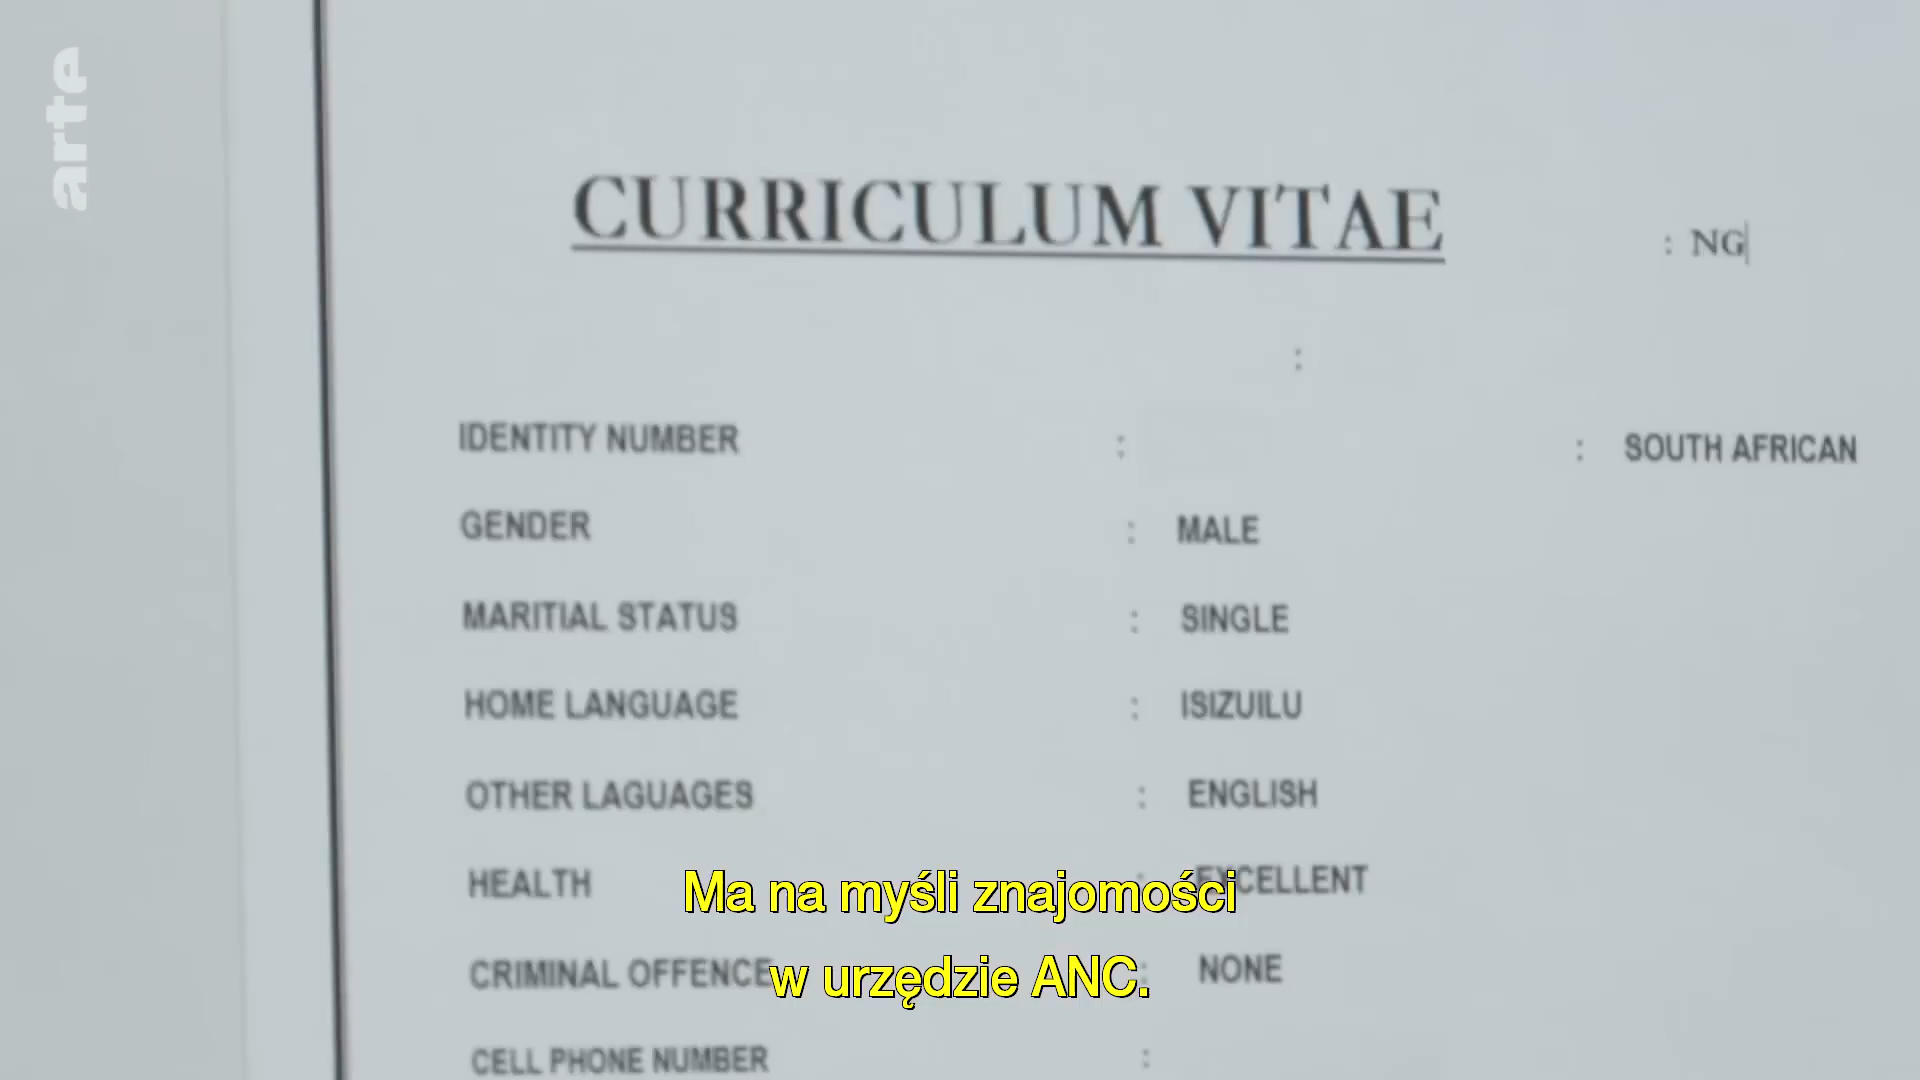 arte
CURRICULUM VITAE
: NG
:
IDENTITY NUMBER : : SOUTH AFRICAN
GENDER : MALE
MARITIAL STATUS : SINGLE
HOME LANGUAGE : ISIZUILU
OTHER LAGUAGES : ENGLISH
HEALTH : EXCELLENT
CRIMINAL OFFENCE : NONE
CELL PHONE NUMBER :
Ma na myśli znajomości
w urzędzie ANC.